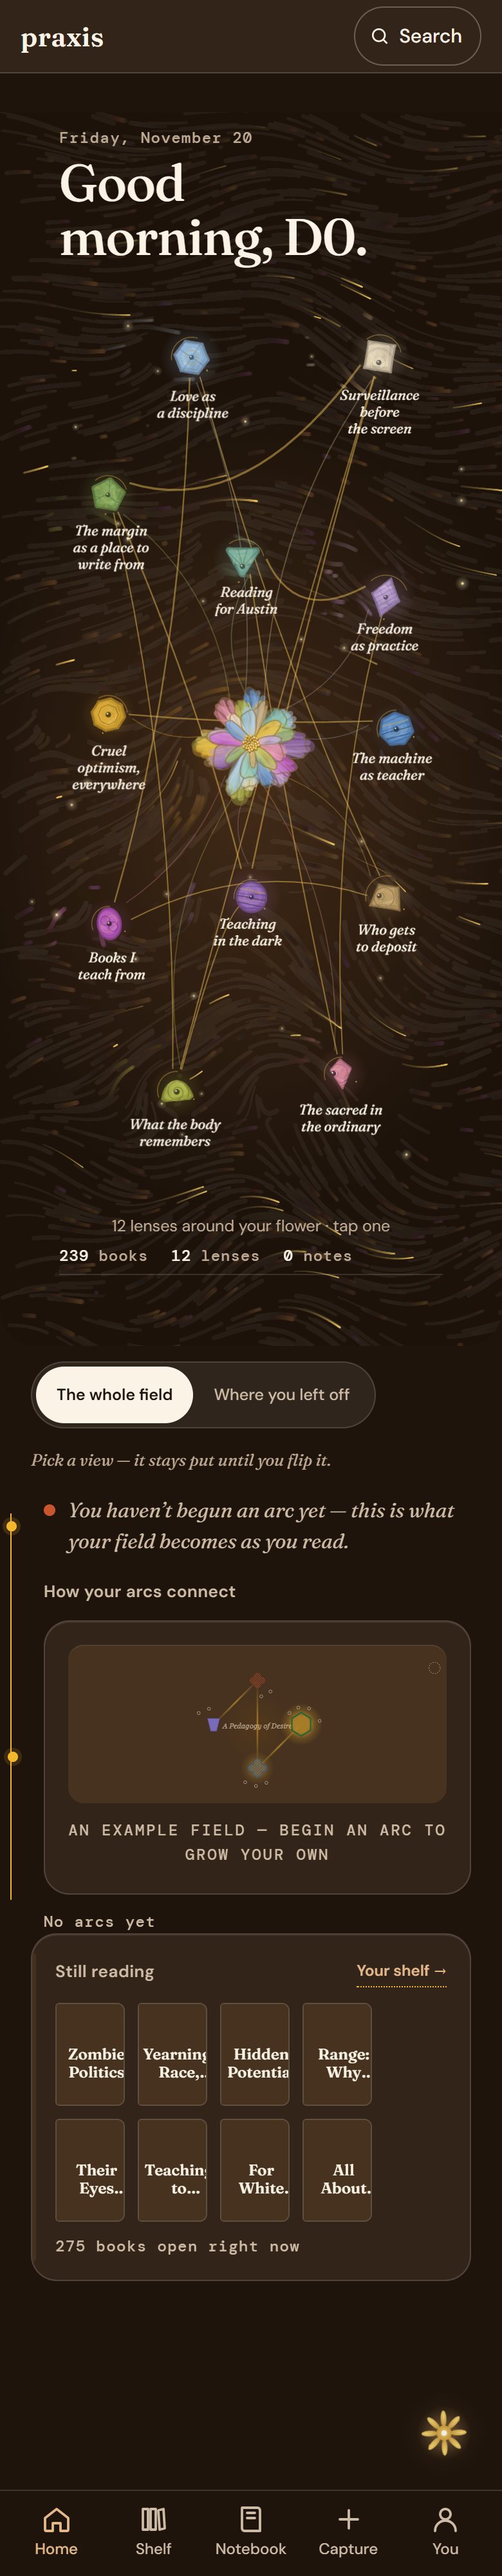 praxis
Search
Friday, November 20
Good
morning, D0.
Love as
a discipline
Surveillance
before
the screen
The margin
as a place to
write from
Reading
for Austin
Freedom
as practice
Cruel
optimism,
everywhere
The machine
as teacher
Books I
teach from
Teaching
in the dark
Who gets
to deposit
What the body
remembers
The sacred in
the ordinary
12 lenses around your flower · tap one
239 books 12 lenses 0 notes
The whole field
Where you left off
Pick a view — it stays put until you flip it.
You haven’t begun an arc yet — this is what
your field becomes as you read.
How your arcs connect
A Pedagogy of Desire
AN EXAMPLE FIELD — BEGIN AN ARC TO
GROW YOUR OWN
No arcs yet
Still reading
Your shelf →
Zombie
Politics
Yearning
Race,..
Hidden
Potentia
Range:
Why..
Their
Eyes..
Teaching
to...
For
White.
All
About.
275 books open right now
Home
Shelf
Notebook
Capture
You